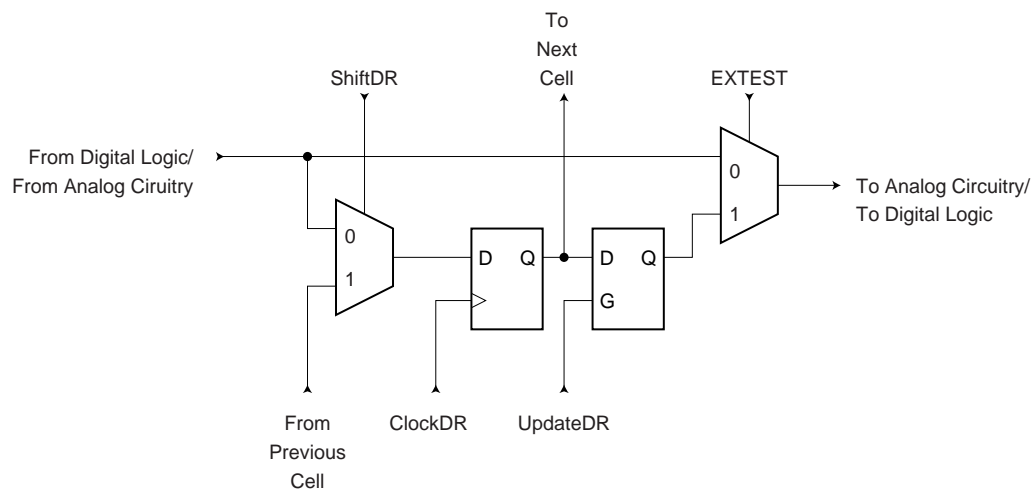 To
Next
Cell
ShiftDR
EXTEST
From Digital Logic/
From Analog Ciruitry
0
1
To Analog Circuitry/
To Digital Logic
0
1
D Q
D Q
G
From
Previous
Cell
ClockDR
UpdateDR